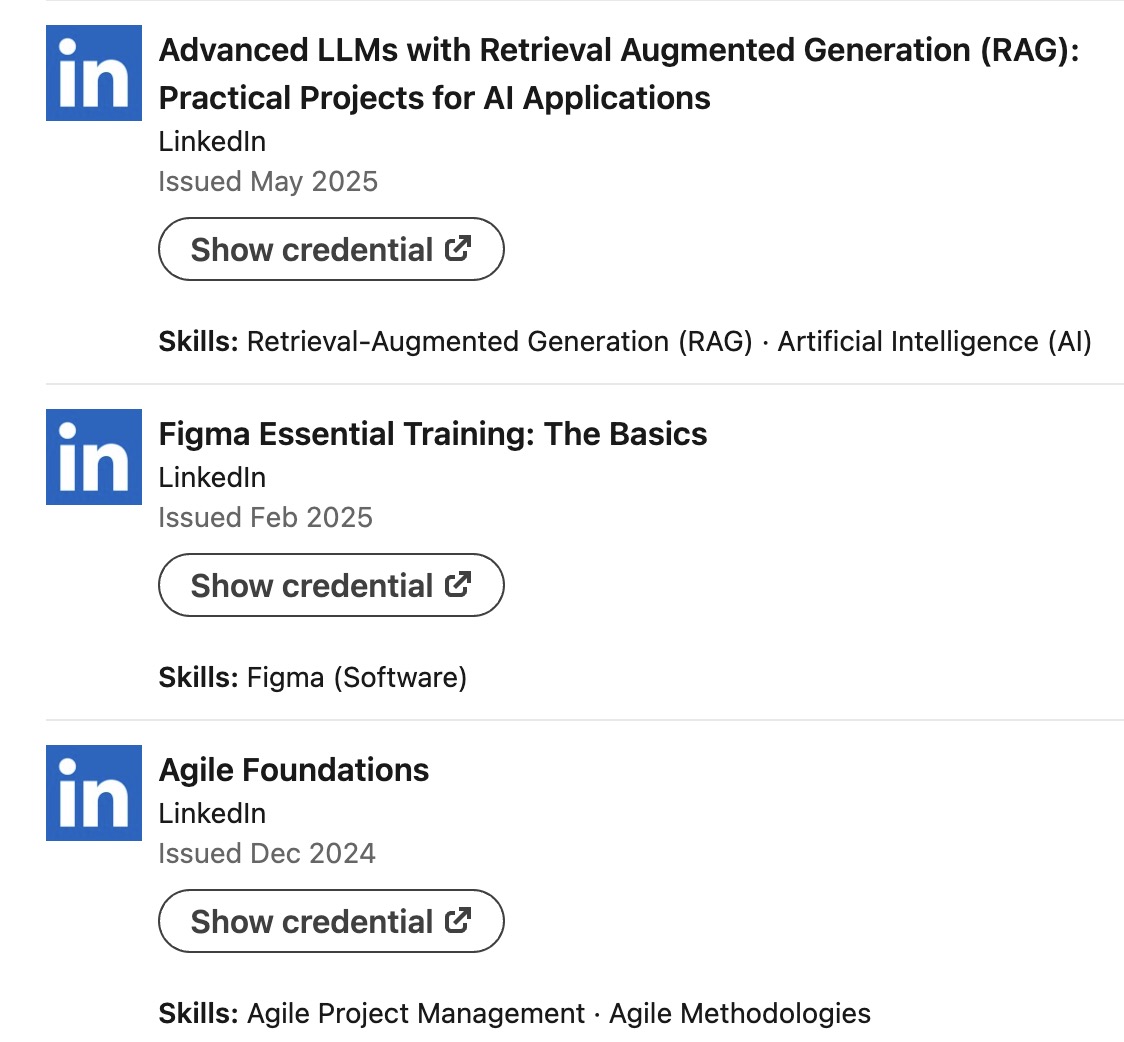 in
Advanced LLMs with Retrieval Augmented Generation (RAG):
Practical Projects for AI Applications
LinkedIn
Issued May 2025
Show credential
Skills: Retrieval-Augmented Generation (RAG) · Artificial Intelligence (AI)
in
Figma Essential Training: The Basics
LinkedIn
Issued Feb 2025
Show credential
Skills: Figma (Software)
in
Agile Foundations
LinkedIn
Issued Dec 2024
Show credential
Skills: Agile Project Management · Agile Methodologies